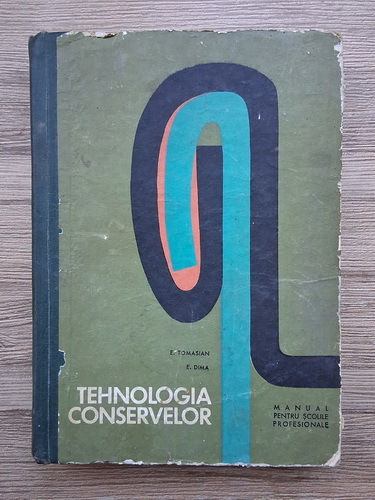 E. TOMASIAN
E. DIMA
TEHNOLOGIA
CONSERVELOR
MANUAL
PENTRU ȘCOLILE
PROFESIONALE